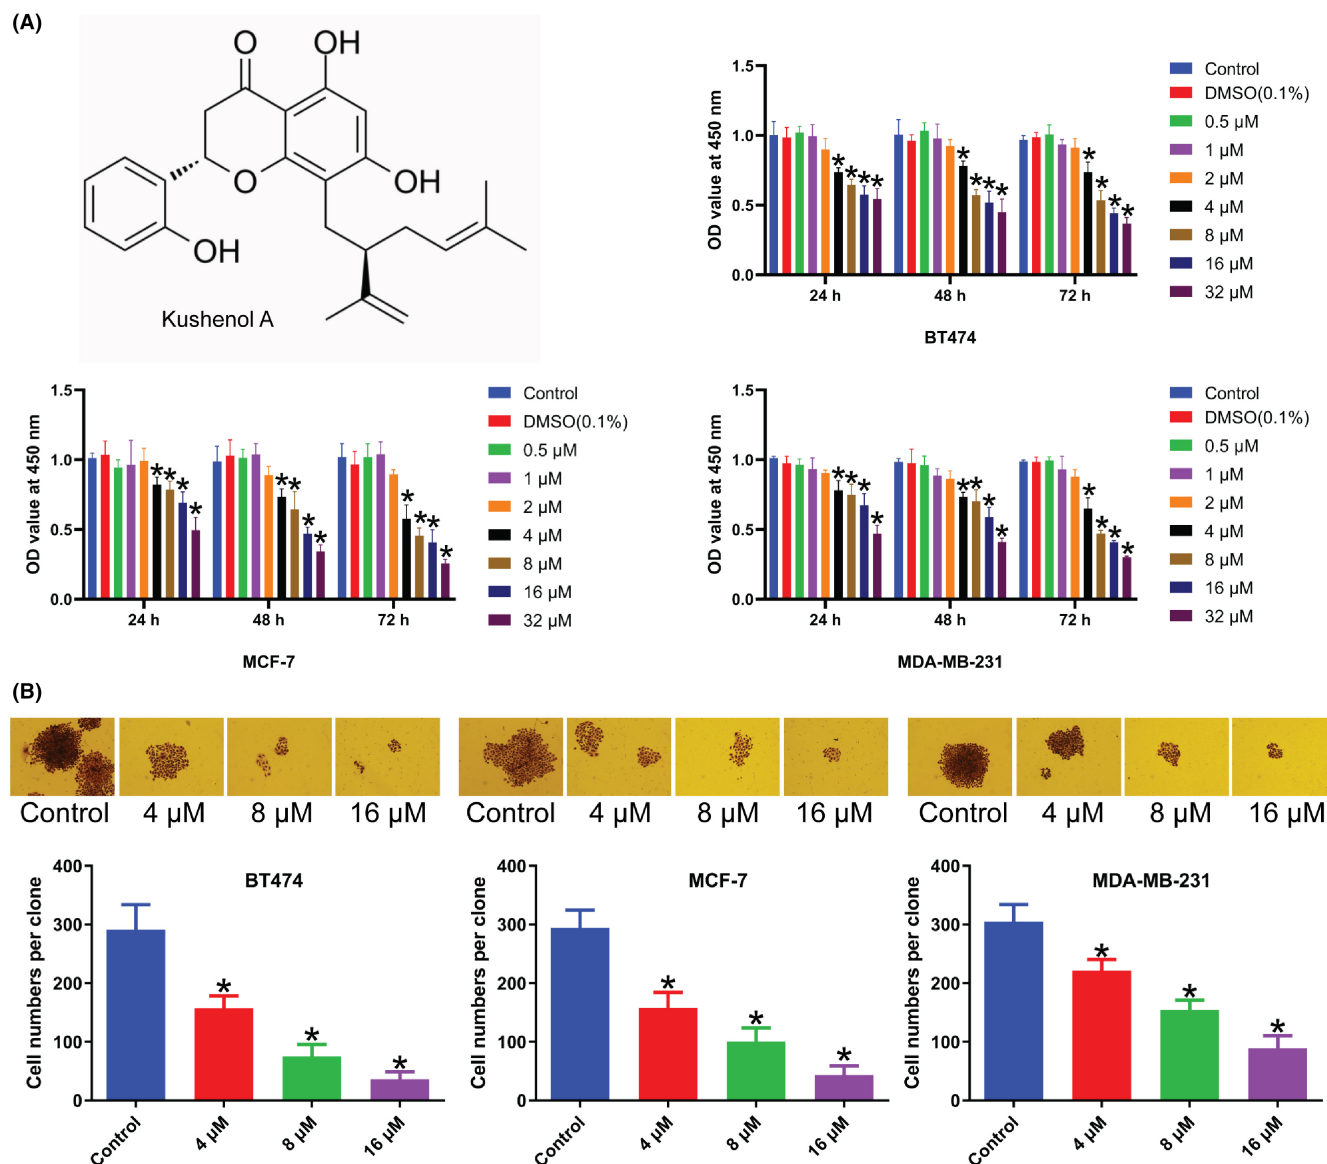 (A)
O
OH
O
OH
OH
Kushenol A
OD value at 450 nm
1.5
1.0
0.5
0.0
24 h
48 h
72 h
BT474
Control
DMSO(0.1%)
0.5 µM
1 µM
2 µM
4 µM
8 µM
16 µM
32 µM
OD value at 450 nm
1.5
1.0
0.5
0.0
24 h
48 h
72 h
MCF-7
Control
DMSO(0.1%)
0.5 µM
1 µM
2 µM
4 µM
8 µM
16 µM
32 µM
OD value at 450 nm
1.5
1.0
0.5
0.0
24 h
48 h
72 h
MDA-MB-231
Control
DMSO(0.1%)
0.5 µM
1 µM
2 µM
4 µM
8 µM
16 µM
32 µM
(B)
Control 4 µM 8 µM 16 µM
Control 4 µM 8 µM 16 µM
Control 4 µM 8 µM 16 µM
BT474
Cell numbers per clone
400
300
200
100
0
Control
4 µM
8 µM
16 µM
MCF-7
Cell numbers per clone
400
300
200
100
0
Control
4 µM
8 µM
16 µM
MDA-MB-231
Cell numbers per clone
400
300
200
100
0
Control
4 µM
8 µM
16 µM